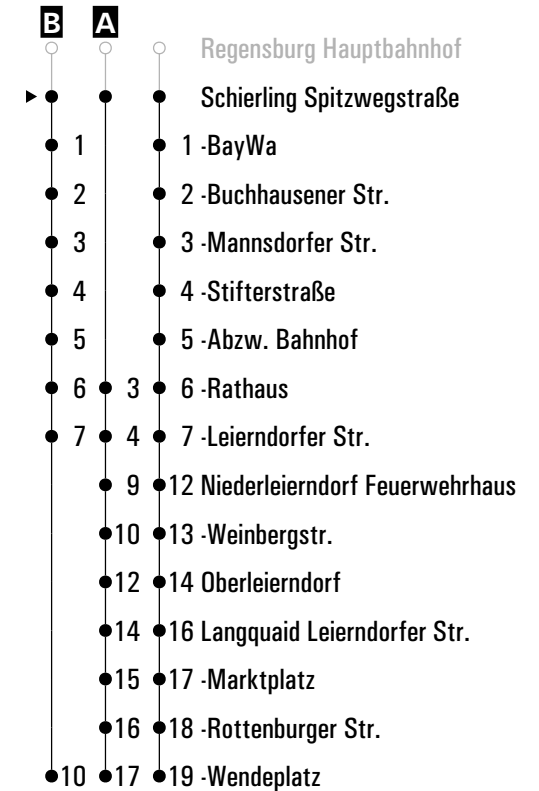 B A
Regensburg Hauptbahnhof
Schierling Spitzwegstraße
1 1 -BayWa
2 2 -Buchhausener Str.
3 3 -Mannsdorfer Str.
4 4 -Stifterstraße
5 5 -Abzw. Bahnhof
6 3 6 -Rathaus
7 4 7 -Leierndorfer Str.
9 12 Niederleierndorf Feuerwehrhaus
10 13 -Weinbergstr.
12 14 Oberleierndorf
14 16 Langquaid Leierndorfer Str.
15 17 -Marktplatz
16 18 -Rottenburger Str.
10 17 19 -Wendeplatz